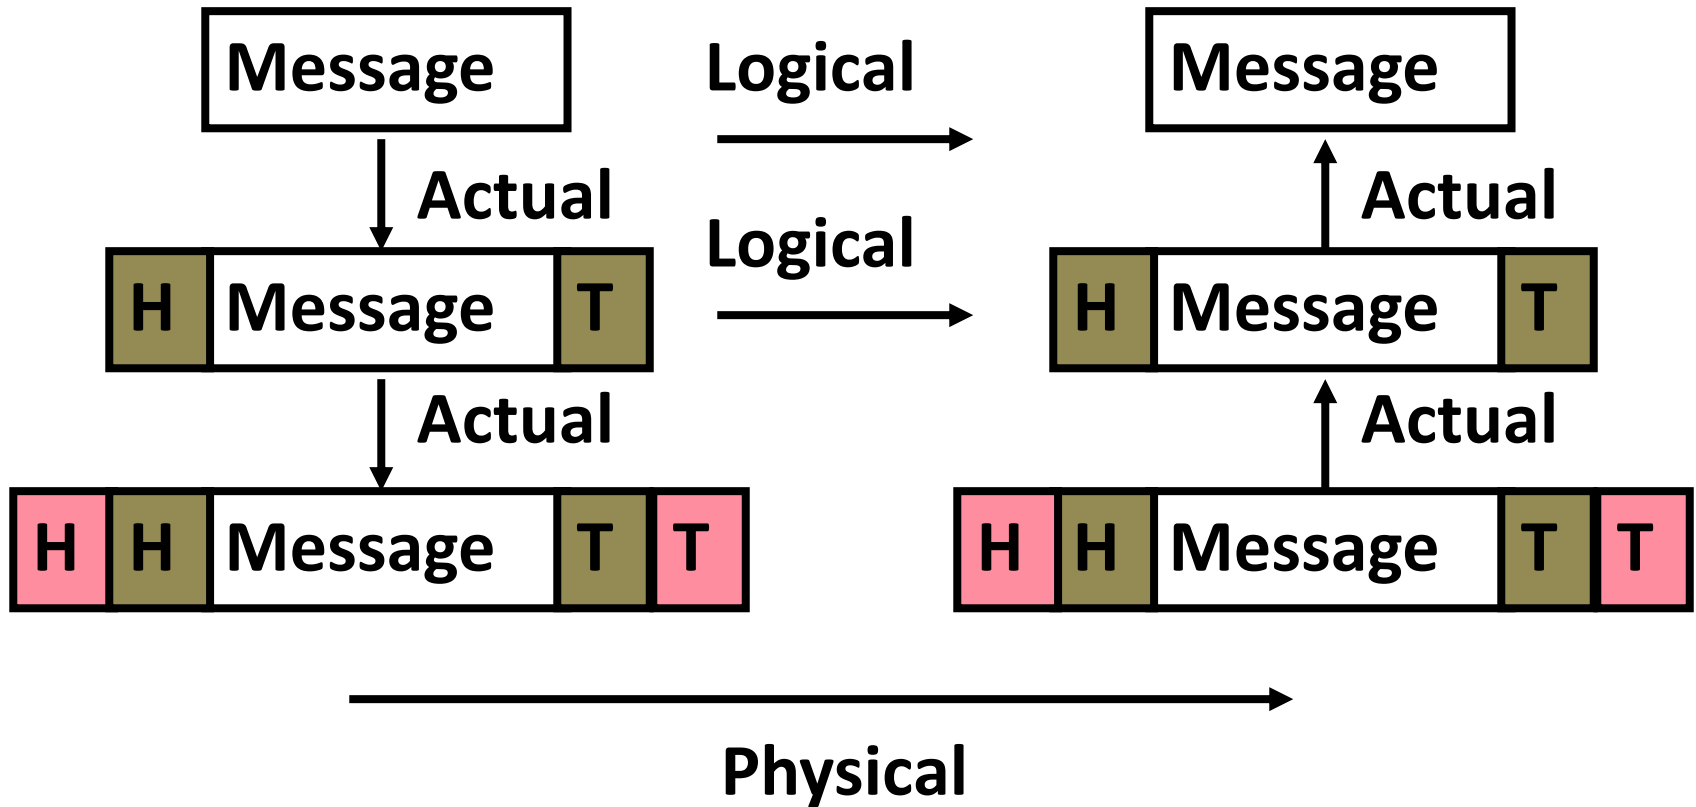 Message Logical Message
Actual Actual
Logical
H Message T H Message T
Actual Actual
H H Message T T H H Message T T
Physical